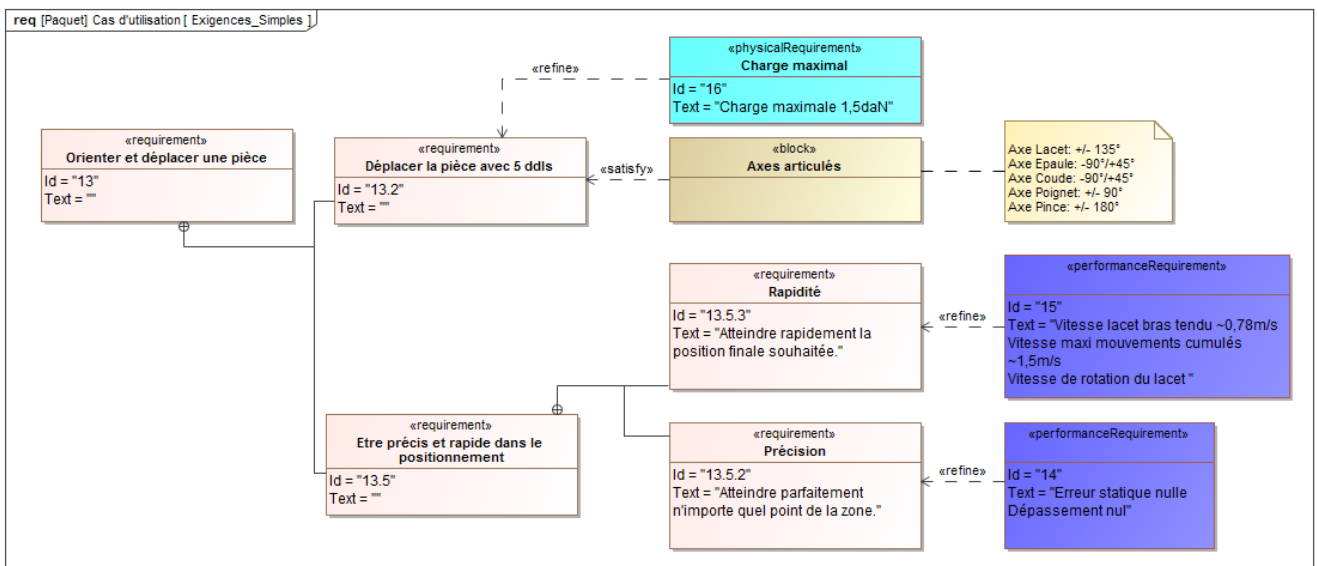 req [Paquet] Cas d'utilisation [ Exigences_Simples ]
«physicalRequirement»
Charge maximal
Id = "16"
Text = "Charge maximale 1,5daN"
«refine»
«requirement»
Orienter et déplacer une pièce
Id = "13"
Text = ""
«requirement»
Déplacer la pièce avec 5 ddls
Id = "13.2"
Text = ""
«satisfy»
«block»
Axes articulés
Axe Lacet: +/- 135°
Axe Epaule: -90°/+45°
Axe Coude: -90°/+45°
Axe Poignet: +/- 90°
Axe Pince: +/- 180°
«requirement»
Rapidité
Id = "13.5.3"
Text = "Atteindre rapidement la
position finale souhaitée."
«refine»
«performanceRequirement»
Id = "15"
Text = "Vitesse lacet bras tendu ~0,78m/s
Vitesse maxi mouvements cumulés
~1,5m/s
Vitesse de rotation du lacet "
«requirement»
Etre précis et rapide dans le
positionnement
Id = "13.5"
Text = ""
«requirement»
Précision
Id = "13.5.2"
Text = "Atteindre parfaitement
n'importe quel point de la zone."
«refine»
«performanceRequirement»
Id = "14"
Text = "Erreur statique nulle
Dépassement nul"